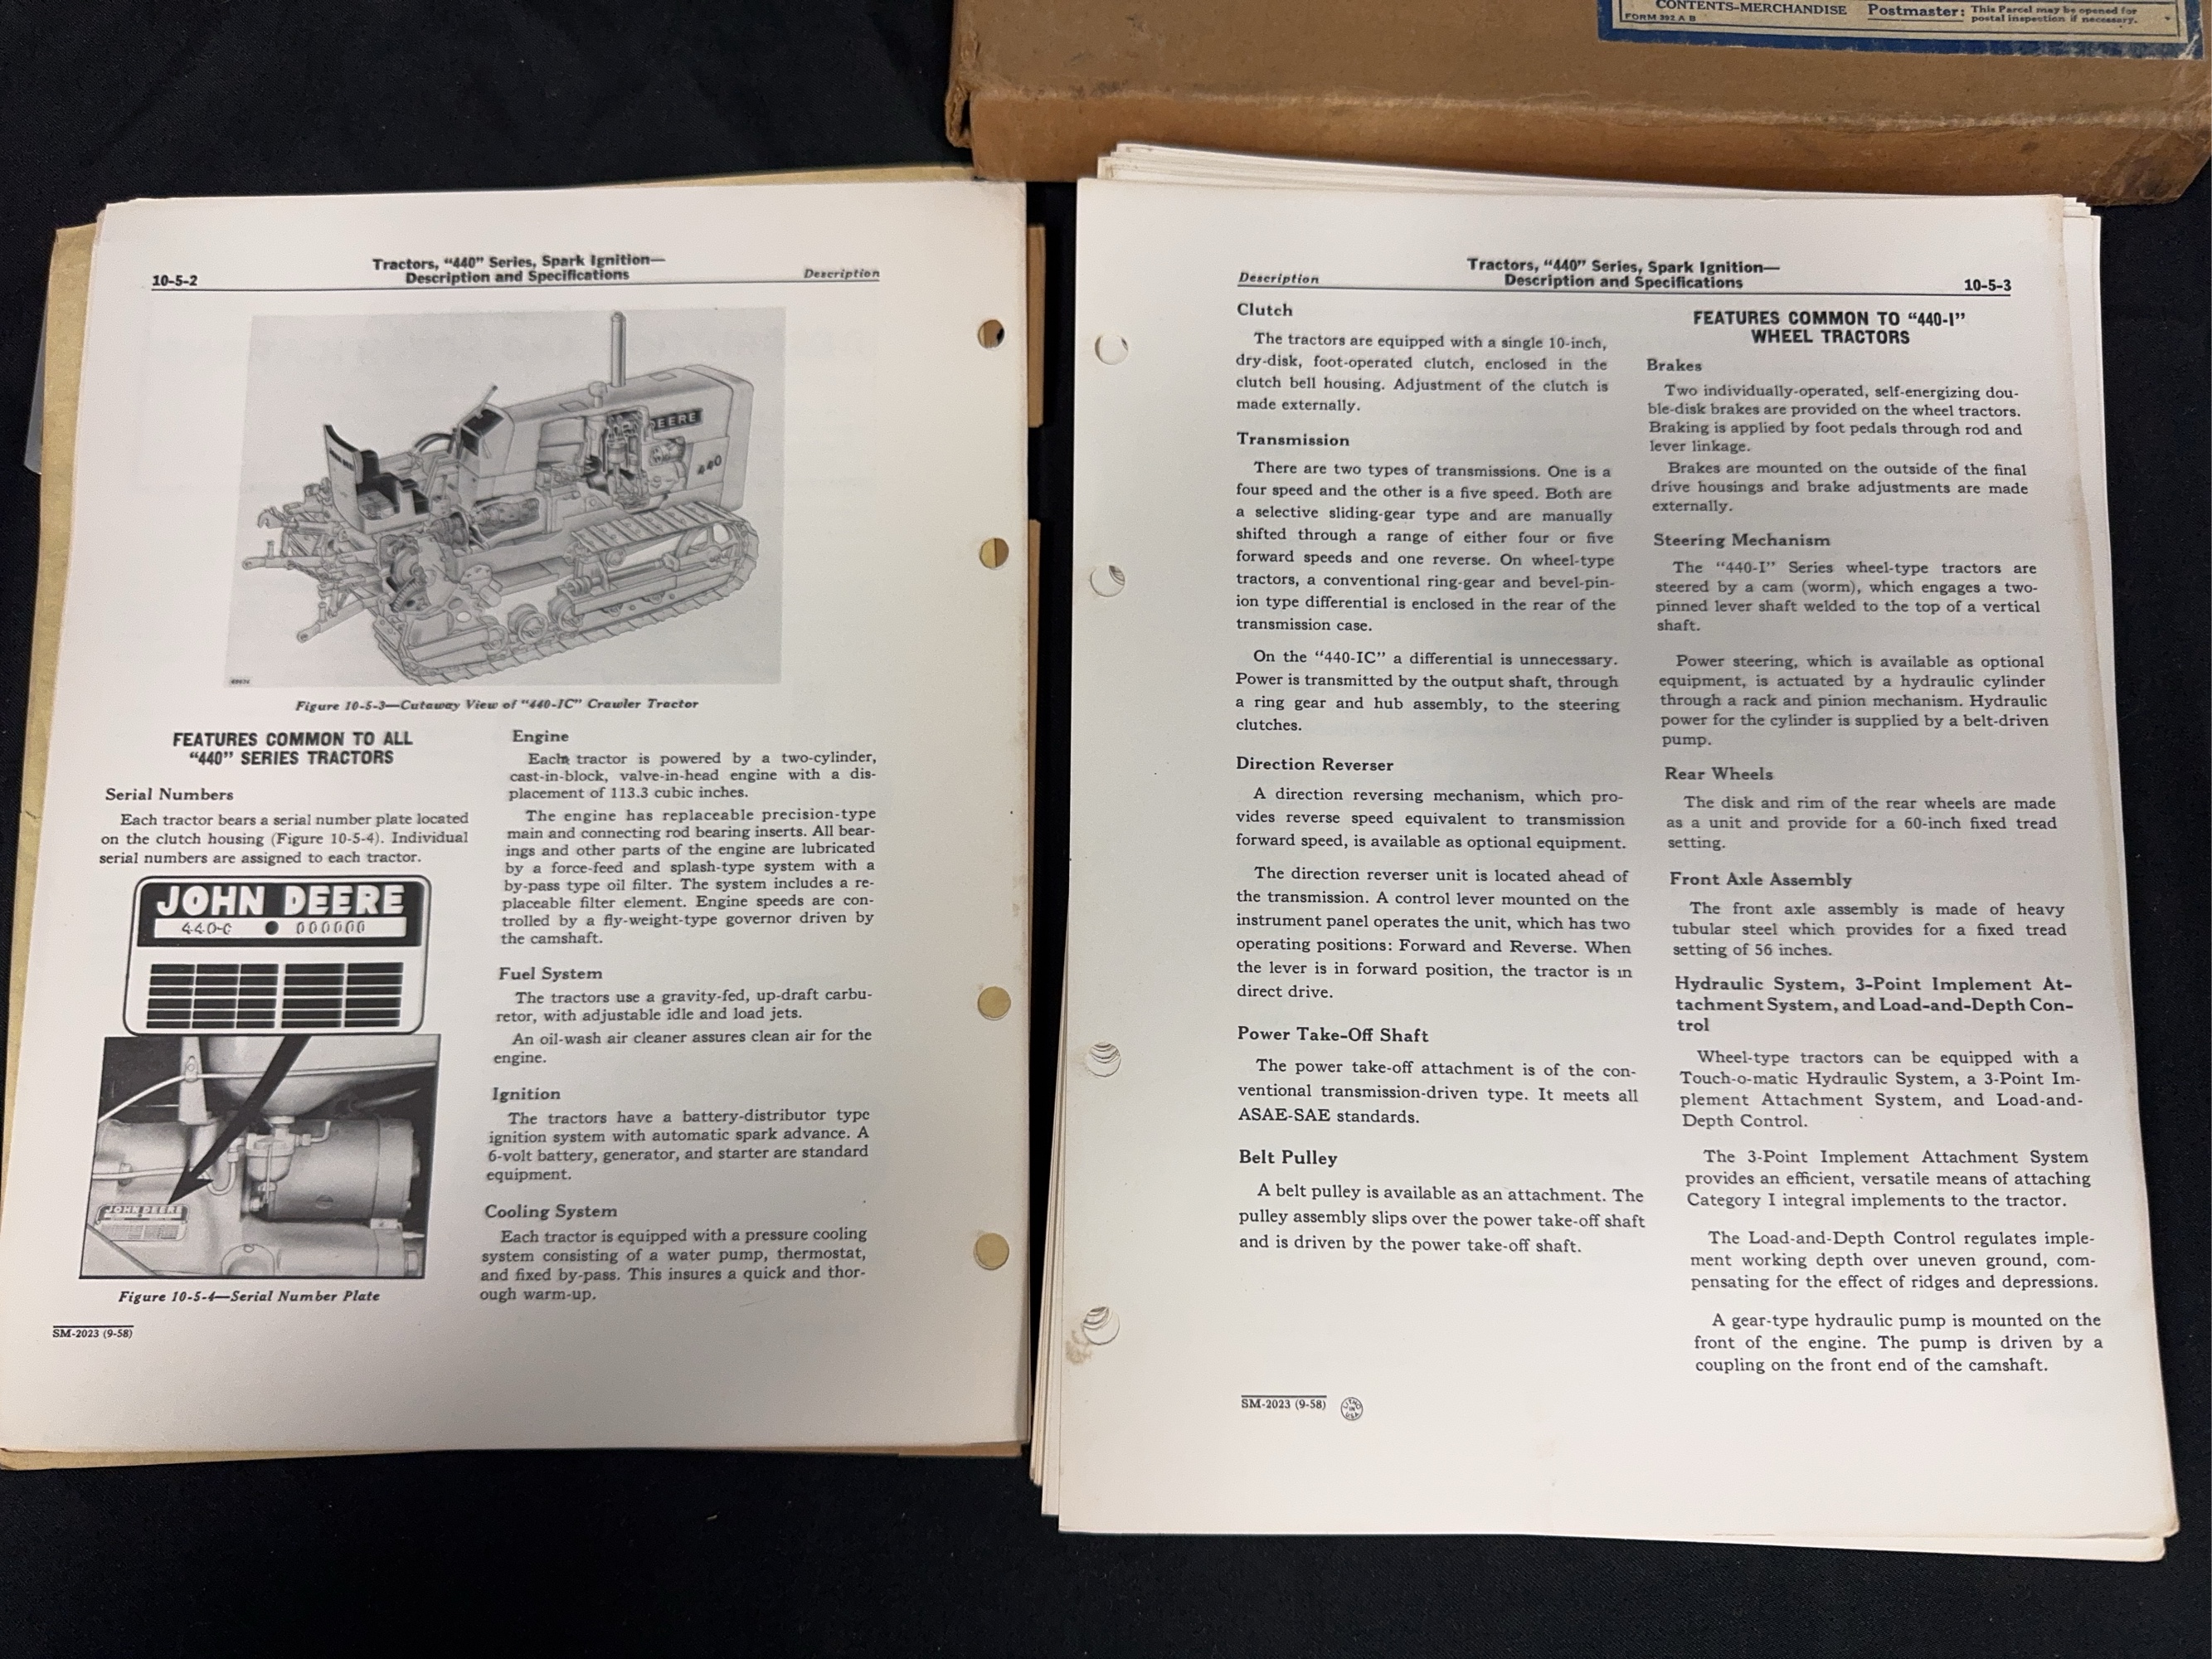 CONTENTS-MERCHANDISE Postmaster: This Parcel may be opened for
FORM 392 A B postal inspection if necessary.
10-5-2
Tractors, “440” Series, Spark Ignition—
Description and Specifications
Description
DEERE
440
Figure 10-5-3—Cutaway View of “440-IC” Crawler Tractor
FEATURES COMMON TO ALL
“440” SERIES TRACTORS
Serial Numbers
Each tractor bears a serial number plate located
on the clutch housing (Figure 10-5-4). Individual
serial numbers are assigned to each tractor.
JOHN DEERE
440-C 000000
JOHN DEERE
Figure 10-5-4—Serial Number Plate
SM-2023 (9-58)
Engine
Each tractor is powered by a two-cylinder,
cast-in-block, valve-in-head engine with a dis-
placement of 113.3 cubic inches.
The engine has replaceable precision-type
main and connecting rod bearing inserts. All bear-
ings and other parts of the engine are lubricated
by a force-feed and splash-type system with a
by-pass type oil filter. The system includes a re-
placeable filter element. Engine speeds are con-
trolled by a fly-weight-type governor driven by
the camshaft.
Fuel System
The tractors use a gravity-fed, up-draft carbu-
retor, with adjustable idle and load jets.
An oil-wash air cleaner assures clean air for the
engine.
Ignition
The tractors have a battery-distributor type
ignition system with automatic spark advance. A
6-volt battery, generator, and starter are standard
equipment.
Cooling System
Each tractor is equipped with a pressure cooling
system consisting of a water pump, thermostat,
and fixed by-pass. This insures a quick and thor-
ough warm-up.
Description
Tractors, “440” Series, Spark Ignition—
Description and Specifications
10-5-3
Clutch
The tractors are equipped with a single 10-inch,
dry-disk, foot-operated clutch, enclosed in the
clutch bell housing. Adjustment of the clutch is
made externally.
Transmission
There are two types of transmissions. One is a
four speed and the other is a five speed. Both are
a selective sliding-gear type and are manually
shifted through a range of either four or five
forward speeds and one reverse. On wheel-type
tractors, a conventional ring-gear and bevel-pin-
ion type differential is enclosed in the rear of the
transmission case.
On the “440-IC” a differential is unnecessary.
Power is transmitted by the output shaft, through
a ring gear and hub assembly, to the steering
clutches.
Direction Reverser
A direction reversing mechanism, which pro-
vides reverse speed equivalent to transmission
forward speed, is available as optional equipment.
The direction reverser unit is located ahead of
the transmission. A control lever mounted on the
instrument panel operates the unit, which has two
operating positions: Forward and Reverse. When
the lever is in forward position, the tractor is in
direct drive.
Power Take-Off Shaft
The power take-off attachment is of the con-
ventional transmission-driven type. It meets all
ASAE-SAE standards.
Belt Pulley
A belt pulley is available as an attachment. The
pulley assembly slips over the power take-off shaft
and is driven by the power take-off shaft.
SM-2023 (9-58) LITHO IN USA
FEATURES COMMON TO “440-I”
WHEEL TRACTORS
Brakes
Two individually-operated, self-energizing dou-
ble-disk brakes are provided on the wheel tractors.
Braking is applied by foot pedals through rod and
lever linkage.
Brakes are mounted on the outside of the final
drive housings and brake adjustments are made
externally.
Steering Mechanism
The “440-I” Series wheel-type tractors are
steered by a cam (worm), which engages a two-
pinned lever shaft welded to the top of a vertical
shaft.
Power steering, which is available as optional
equipment, is actuated by a hydraulic cylinder
through a rack and pinion mechanism. Hydraulic
power for the cylinder is supplied by a belt-driven
pump.
Rear Wheels
The disk and rim of the rear wheels are made
as a unit and provide for a 60-inch fixed tread
setting.
Front Axle Assembly
The front axle assembly is made of heavy
tubular steel which provides for a fixed tread
setting of 56 inches.
Hydraulic System, 3-Point Implement At-
tachment System, and Load-and-Depth Con-
trol
Wheel-type tractors can be equipped with a
Touch-o-matic Hydraulic System, a 3-Point Im-
plement Attachment System, and Load-and-
Depth Control.
The 3-Point Implement Attachment System
provides an efficient, versatile means of attaching
Category I integral implements to the tractor.
The Load-and-Depth Control regulates imple-
ment working depth over uneven ground, com-
pensating for the effect of ridges and depressions.
A gear-type hydraulic pump is mounted on the
front of the engine. The pump is driven by a
coupling on the front end of the camshaft.